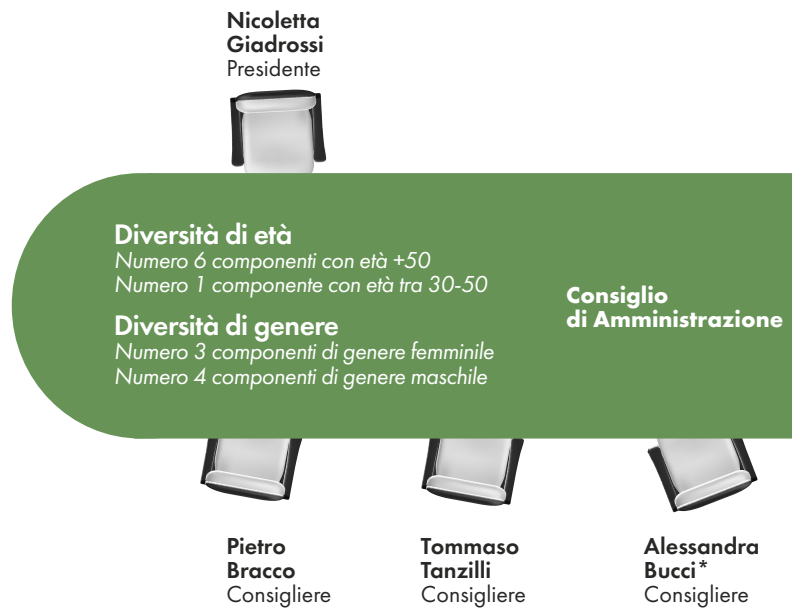 Nicoletta
Giadrossi
Presidente
Diversità di età
Numero 6 componenti con età +50
Numero 1 componente con età tra 30-50
Diversità di genere
Numero 3 componenti di genere femminile
Numero 4 componenti di genere maschile
Consiglio
di Amministrazione
Pietro
Bracco
Consigliere
Tommaso
Tanzilli
Consigliere
Alessandra
Bucci*
Consigliere